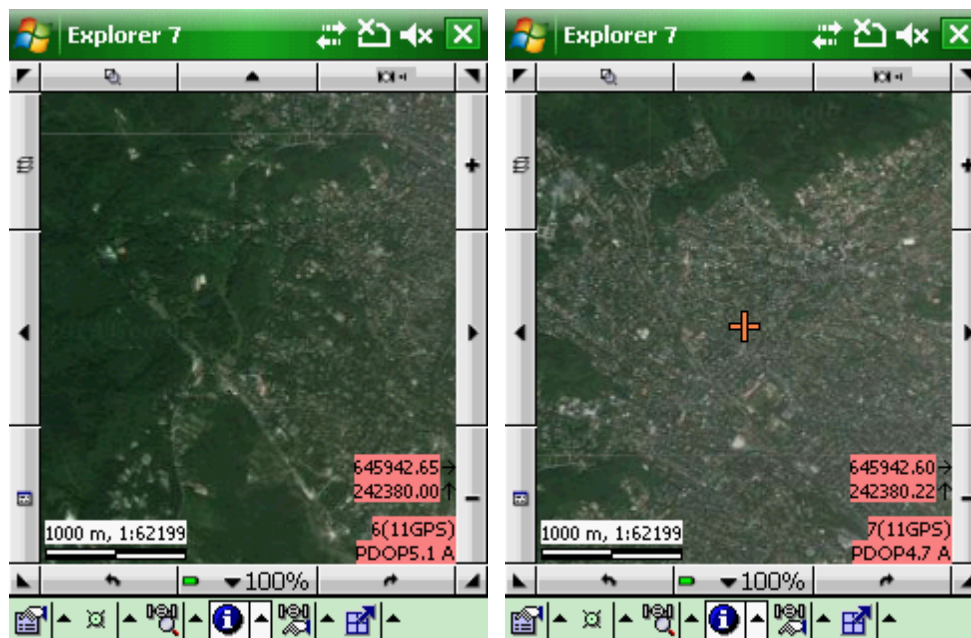 Explorer 7
645942.65
242380.00
1000 m, 1:62199
6(11GPS)
PDOP5.1 A
100%
Explorer 7
645942.60
242380.22
1000 m, 1:62199
7(11GPS)
PDOP4.7 A
100%